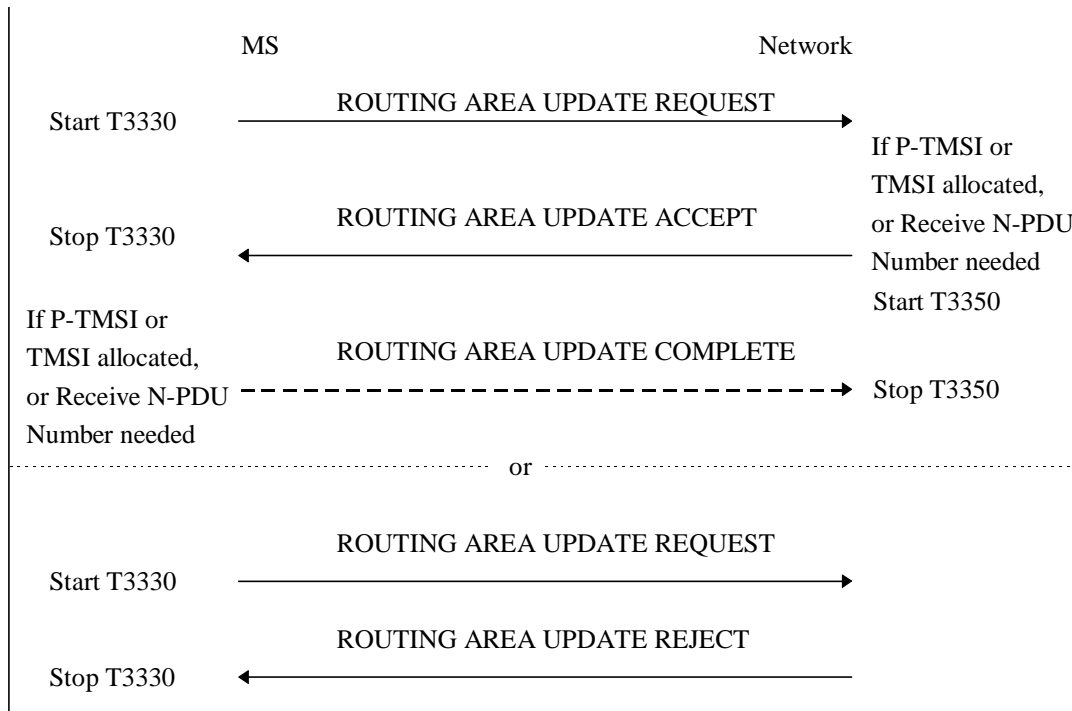 MS
Network
ROUTING AREA UPDATE REQUEST
Start T3330
If P-TMSI or
TMSI allocated,
or Receive N-PDU
Number needed
Start T3350
ROUTING AREA UPDATE ACCEPT
Stop T3330
If P-TMSI or
TMSI allocated,
or Receive N-PDU
Number needed
ROUTING AREA UPDATE COMPLETE
Stop T3350
or
ROUTING AREA UPDATE REQUEST
Start T3330
ROUTING AREA UPDATE REJECT
Stop T3330